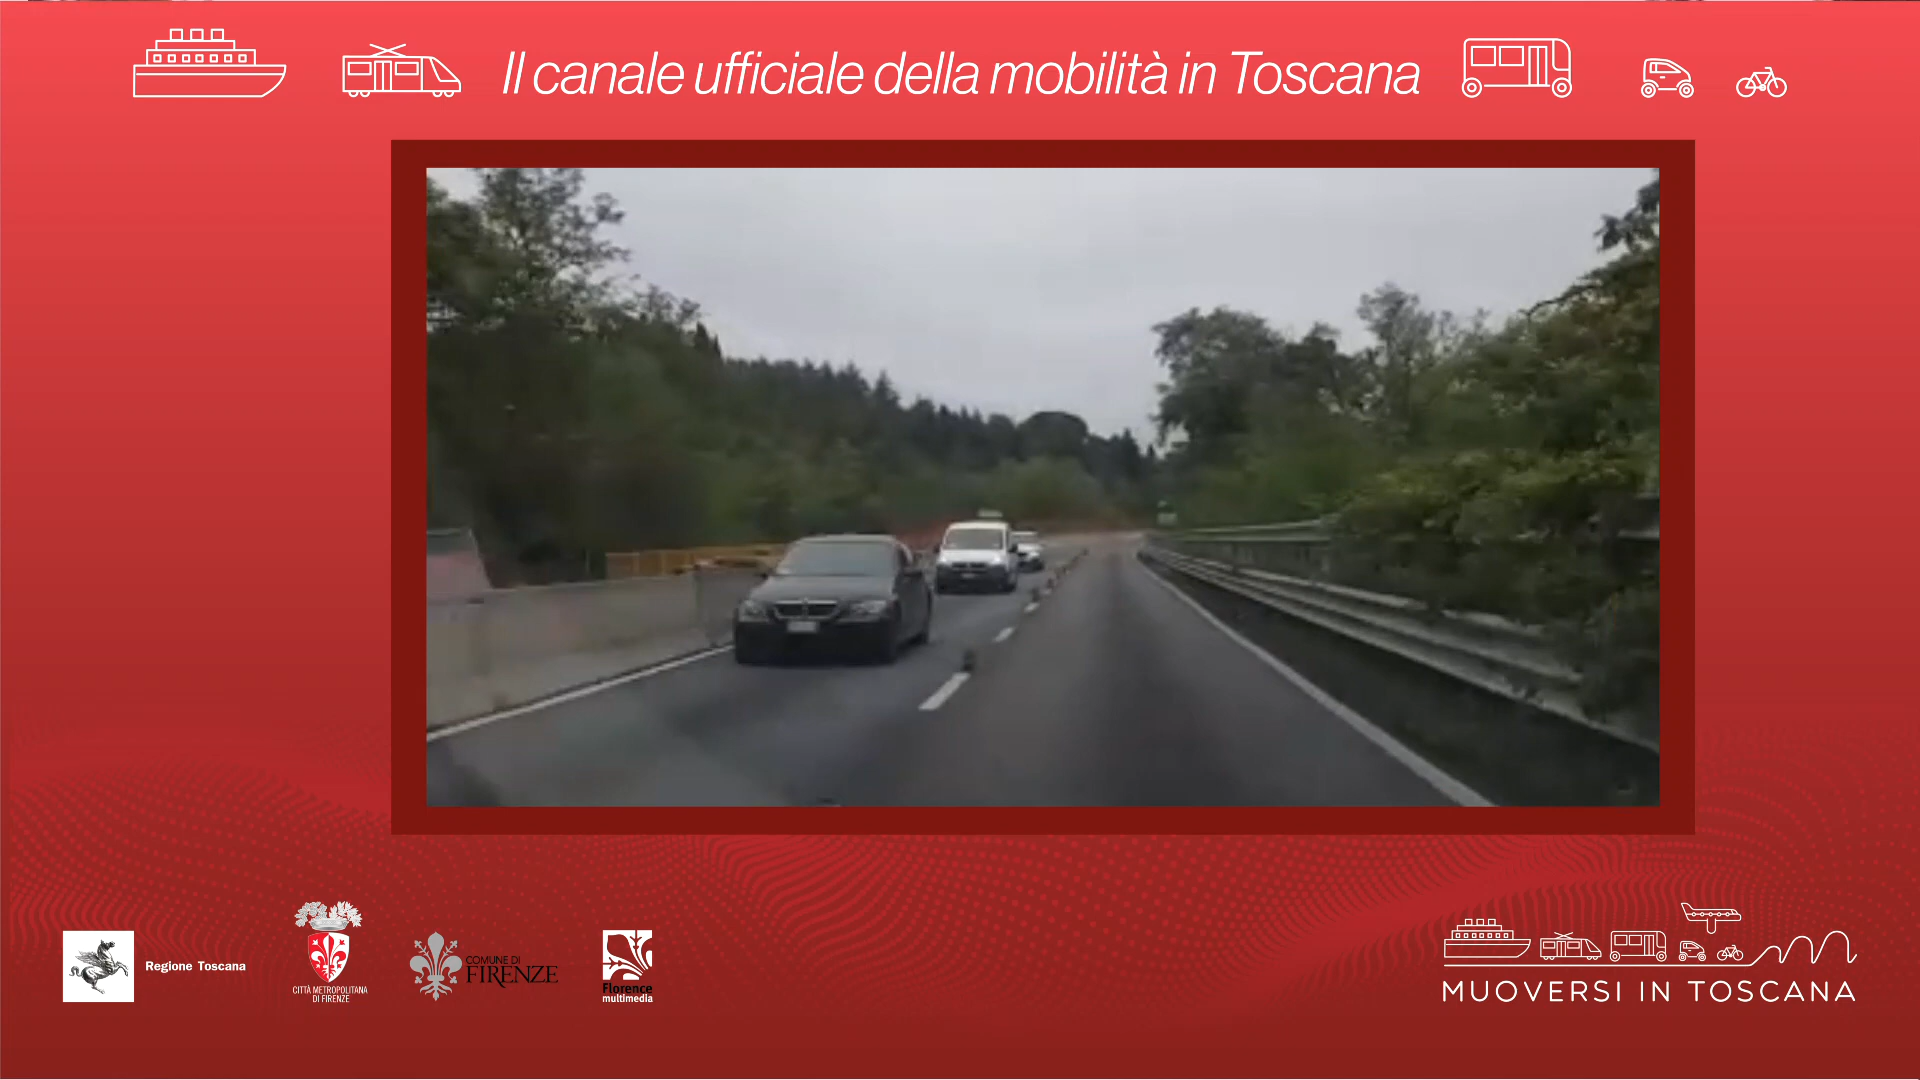 Il canale ufficiale della mobilità in Toscana
Regione Toscana
CITTÀ METROPOLITANA
DI FIRENZE
COMUNE DI
FIRENZE
Florence
multimedia
MUOVERSI IN TOSCANA